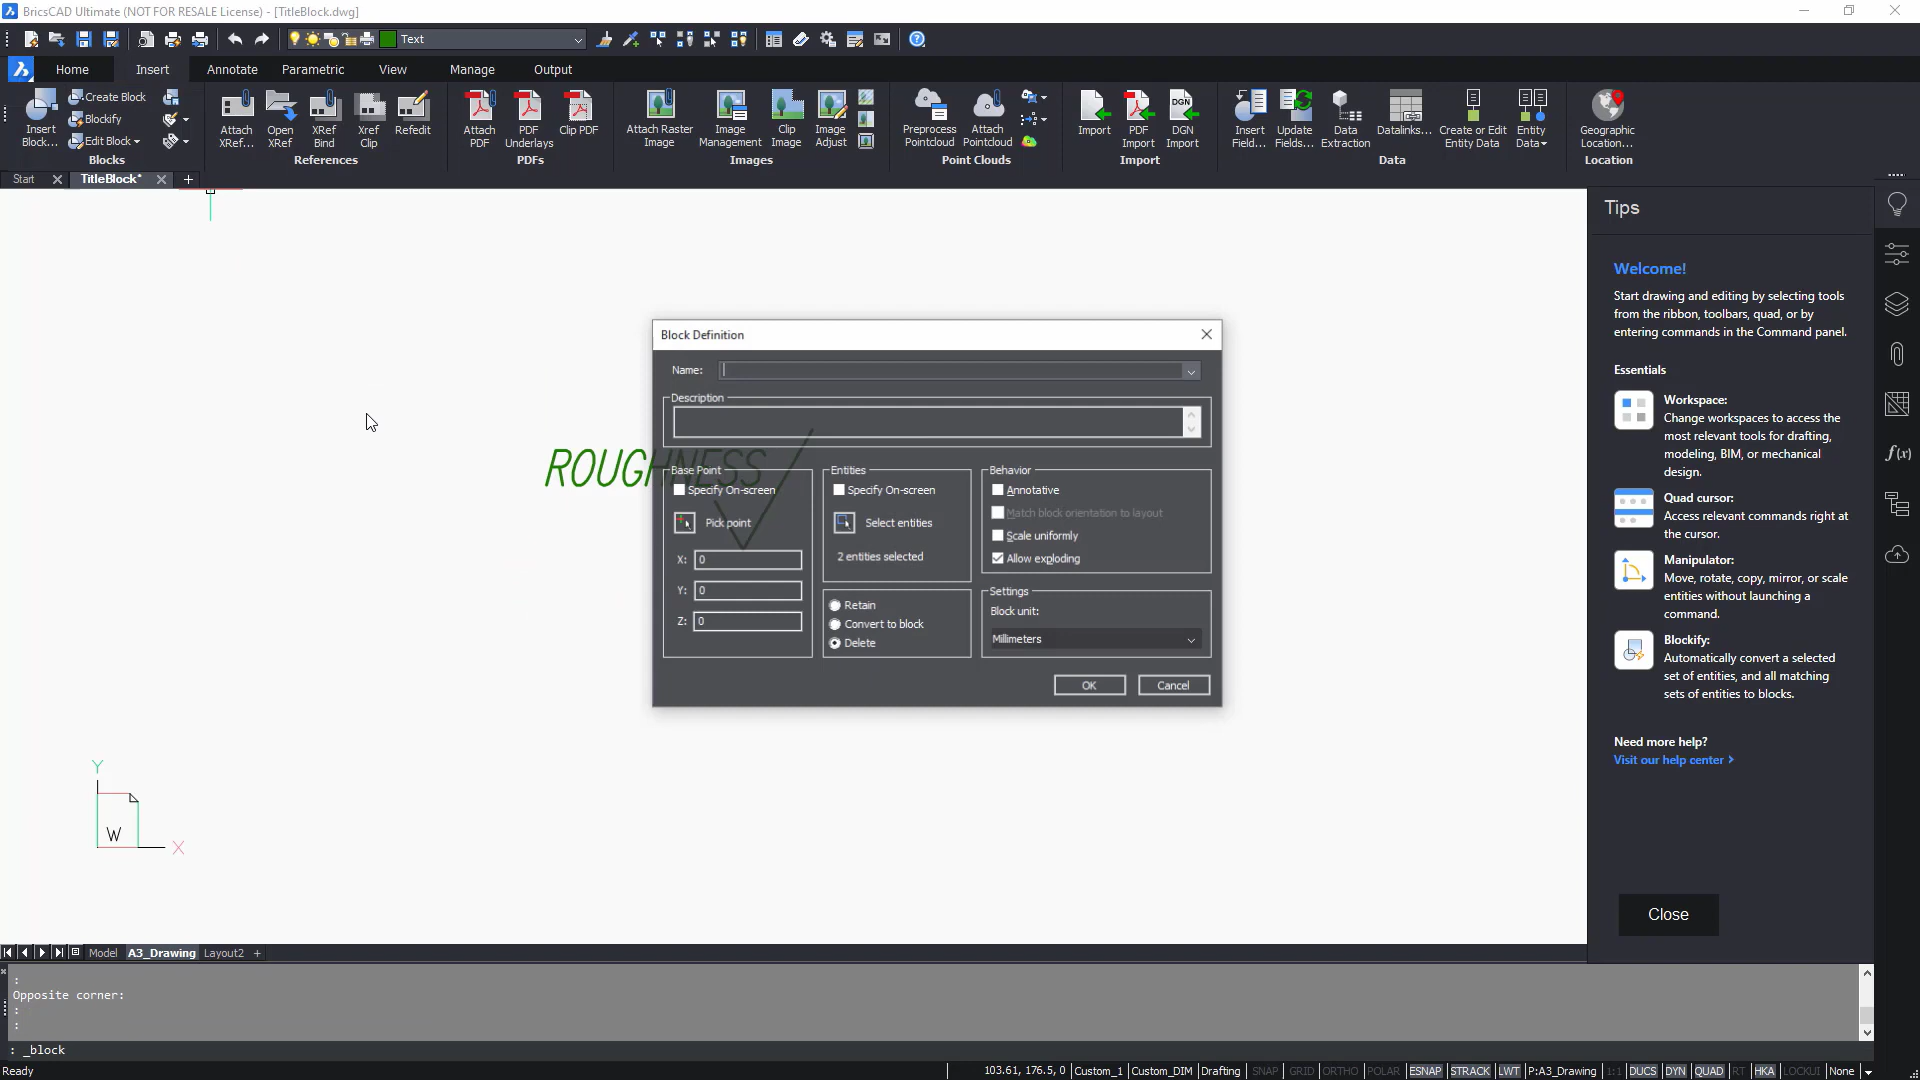 BricsCAD Ultimate (NOT FOR RESALE License) - [TitleBlock.dwg]
Text
Home Insert Annotate Parametric View Manage Output
Insert Block...
Create Block
Blockify
Edit Block
Blocks
Attach XRef...
Open XRef
XRef Bind
Xref Clip
Refedit
References
Attach PDF
PDF Underlays
Clip PDF
PDFs
Attach Raster Image
Image Management
Clip Image
Image Adjust
Images
Preprocess Pointcloud
Attach Pointcloud
Point Clouds
Import
PDF Import
DGN
DGN Import
Import
Insert Field...
Update Fields...
Data Extraction
Datalinks...
Create or Edit Entity Data
Entity Data
Data
Geographic Location...
Location
Start TitleBlock*
Tips
Welcome!
Start drawing and editing by selecting tools
from the ribbon, toolbars, quad, or by
entering commands in the Command panel.
Essentials
Workspace:
Change workspaces to access the
most relevant tools for drafting,
modeling, BIM, or mechanical
design.
Quad cursor:
Access relevant commands right at
the cursor.
Manipulator:
Move, rotate, copy, mirror, or scale
entities without launching a
command.
Blockify:
Automatically convert a selected
set of entities, and all matching
sets of entities to blocks.
Need more help?
Visit our help center >
Close
f(x)
Block Definition
Name:
Description
ROUGHNESS
Base Point
Specify On-screen
Pick point
X: 0
Y: 0
Z: 0
Entities
Specify On-screen
Select entities
2 entities selected
Retain
Convert to block
Delete
Behavior
Annotative
Match block orientation to layout
Scale uniformly
Allow exploding
Settings
Block unit:
Millimeters
OK Cancel
Y
W
X
Model A3_Drawing Layout2 +
:
Opposite corner:
:
:
: _block
Ready 103.61, 176.5, 0 Custom_1 Custom_DIM Drafting SNAP GRID ORTHO POLAR ESNAP STRACK LWT P:A3_Drawing 1:1 DUCS DYN QUAD RT HKA LOCKUI None